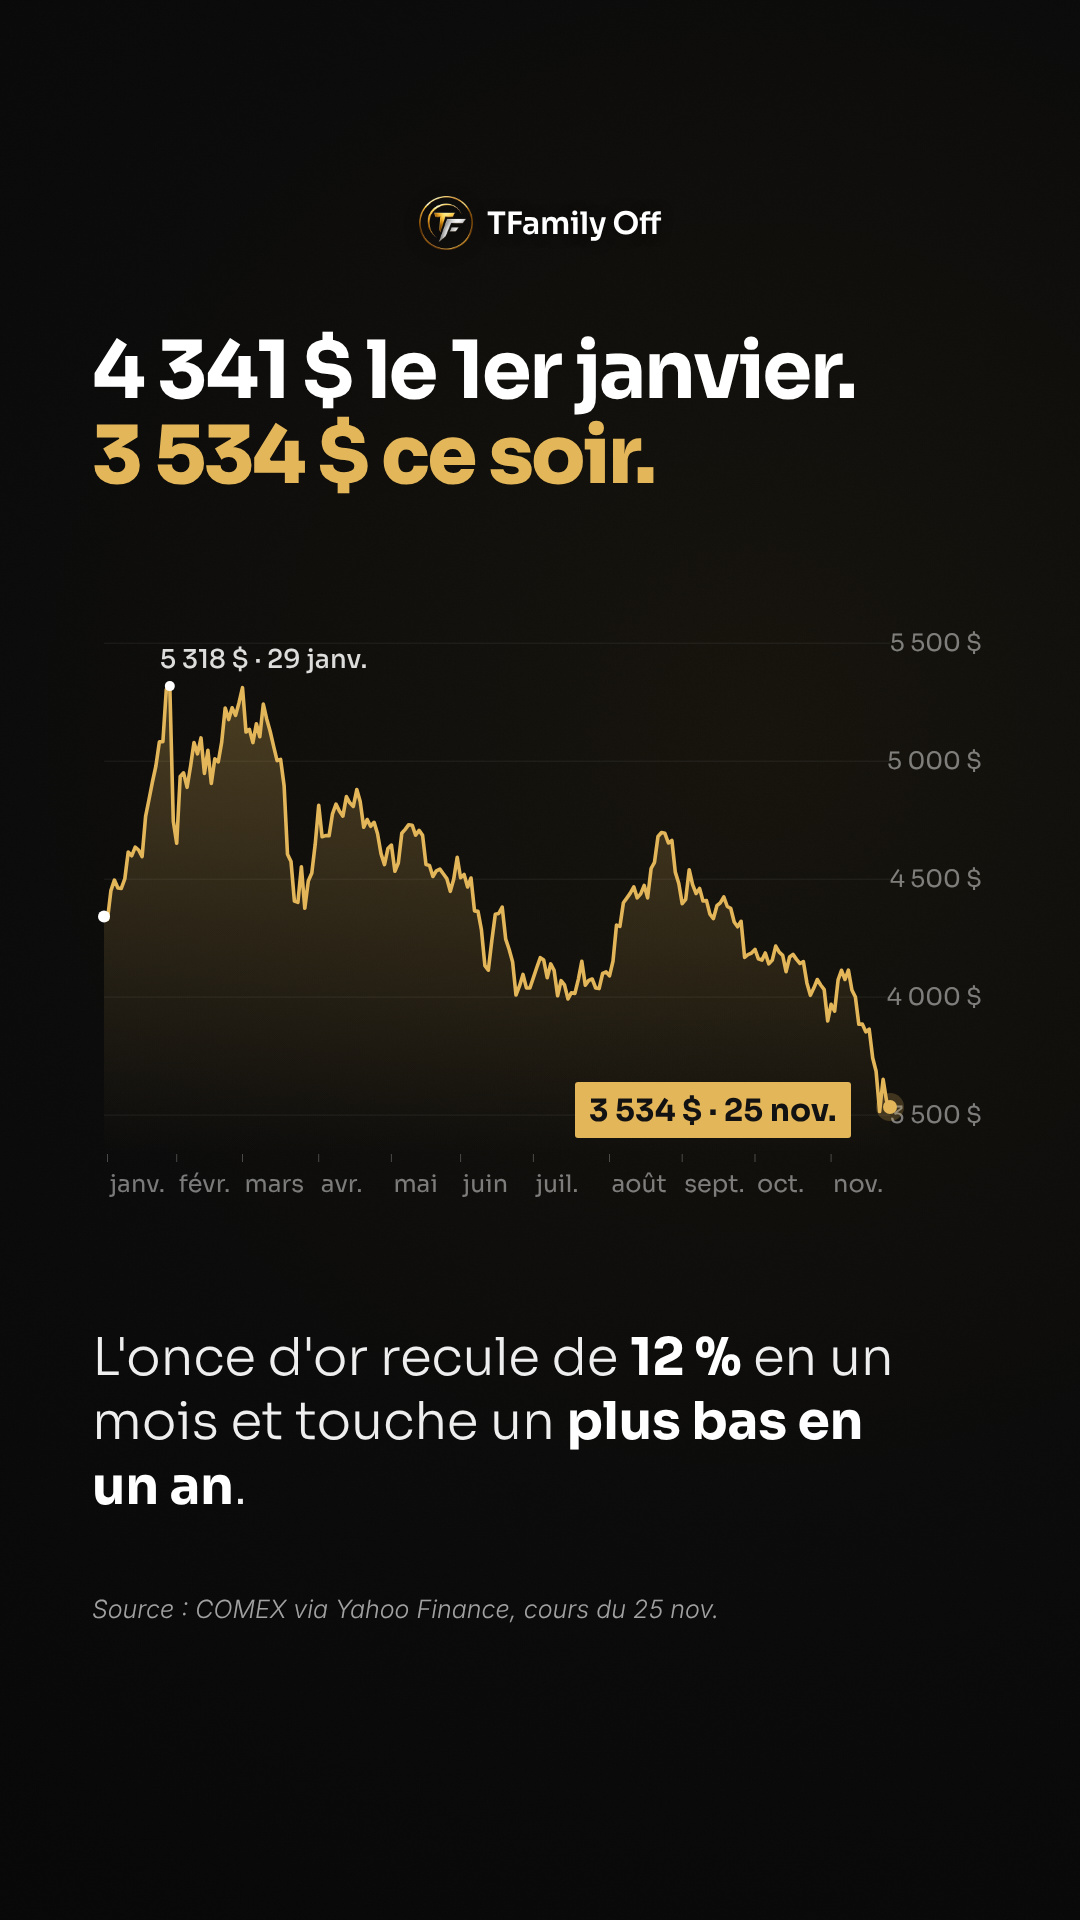 TF TFamily Off
4 341 $ le 1er janvier.
3 534 $ ce soir.
5 500 $
5 318 $ · 29 janv.
5 000 $
4 500 $
4 000 $
3 534 $ · 25 nov.
3 500 $
janv. févr. mars avr. mai juin juil. août sept. oct. nov.
L'once d'or recule de 12 % en un
mois et touche un plus bas en
un an.
Source : COMEX via Yahoo Finance, cours du 25 nov.